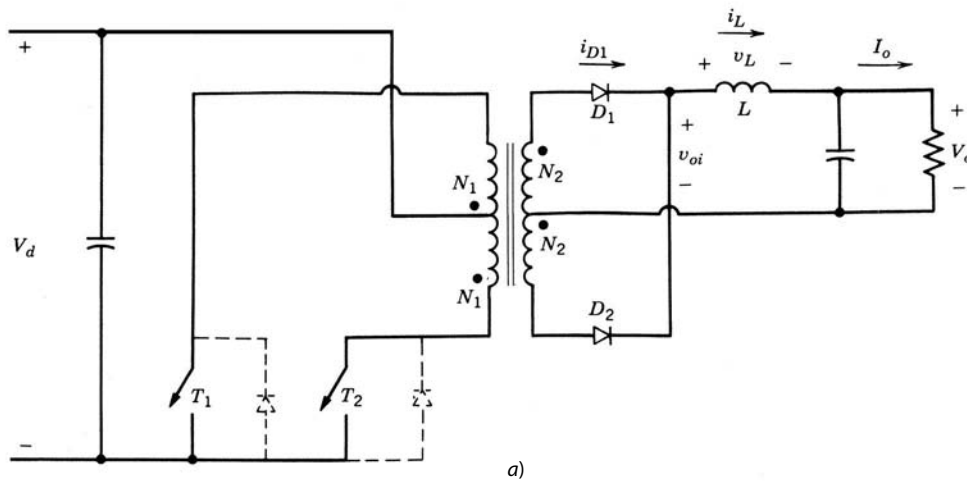 +
i_D1
+ i_L v_L −
I_o
D_1
L
+
v_oi
−
+
V_o
−
N_1
N_2
V_d
N_1
N_2
D_2
T_1
T_2
−
a)